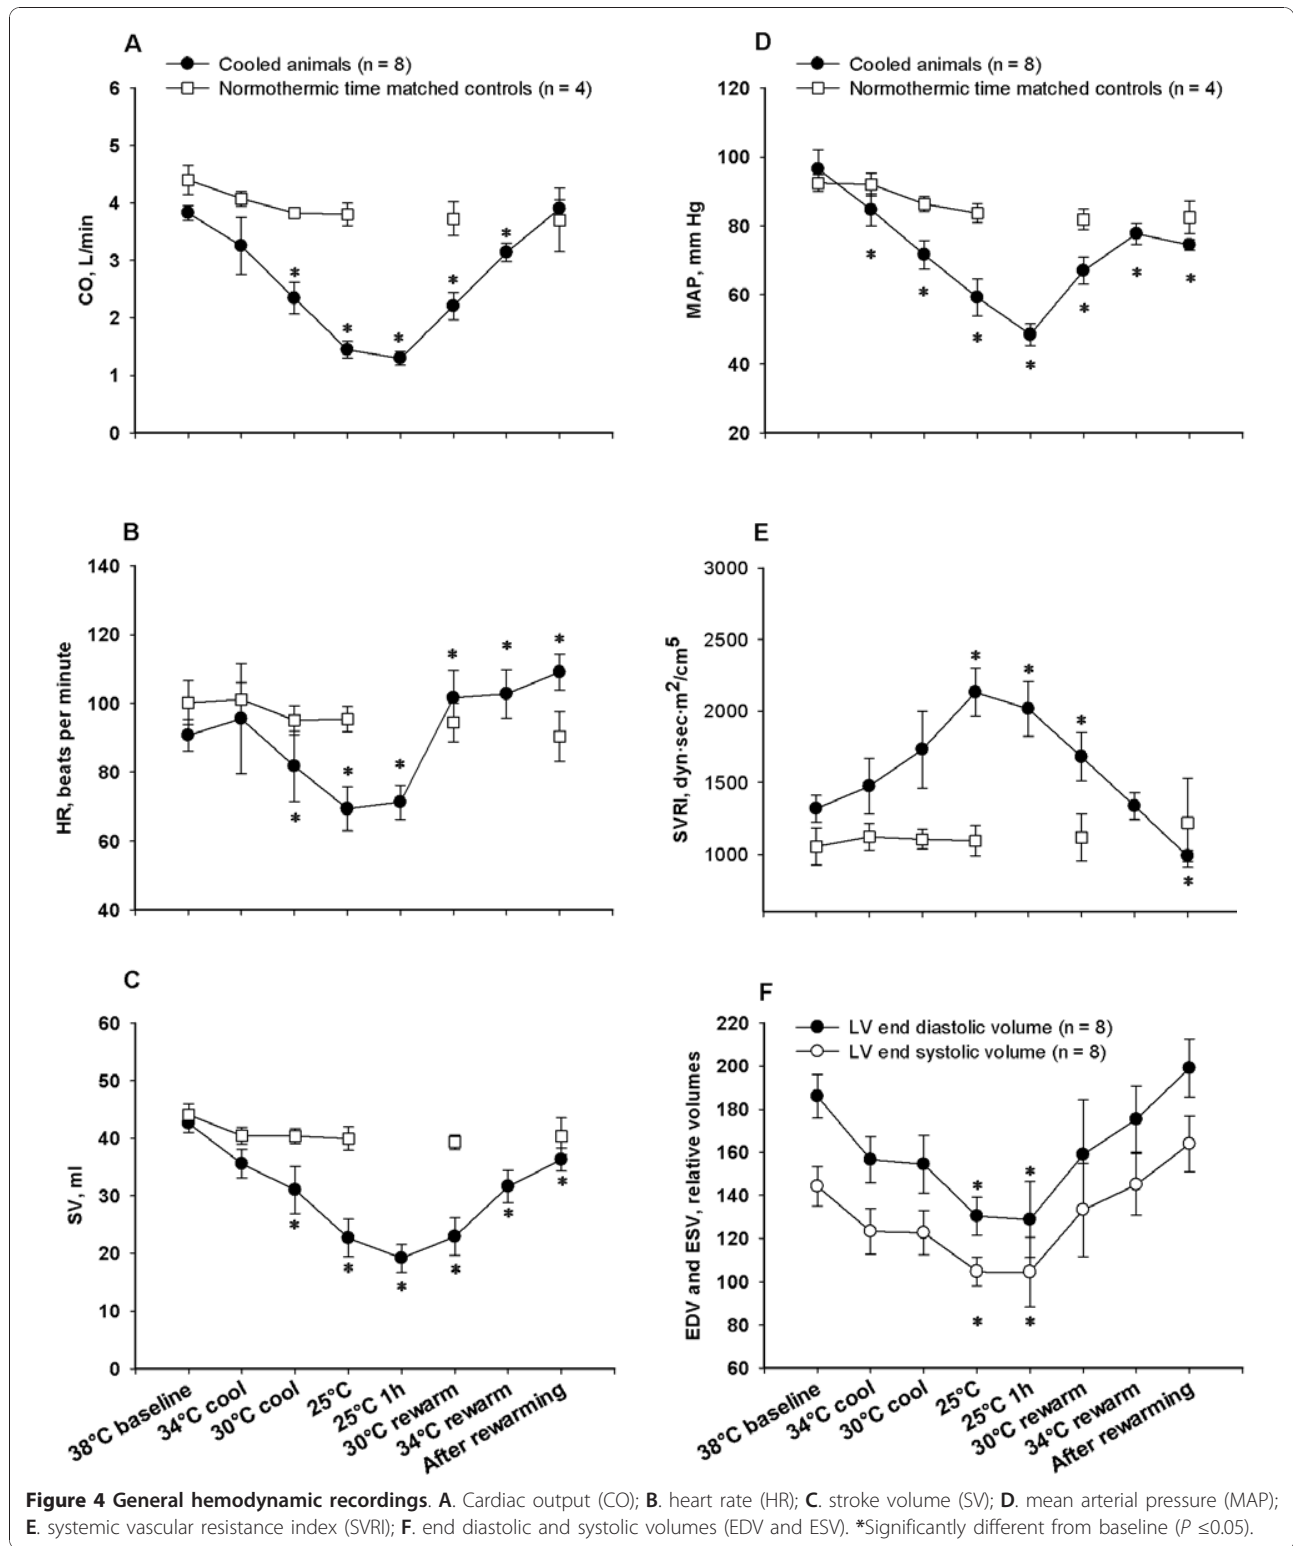 A
Cooled animals (n = 8)
Normothermic time matched controls (n = 4)
6
5
4
3
2
1
0
CO, L/min
*
*
*
*
*
D
Cooled animals (n = 8)
Normothermic time matched controls (n = 4)
120
100
80
60
40
20
MAP, mm Hg
*
*
*
*
*
*
*
B
140
120
100
80
60
40
HR, beats per minute
*
*
*
*
*
*
E
3000
2500
2000
1500
1000
SVRI, dyn·sec·m²/cm⁵
*
*
*
*
C
60
50
40
30
20
10
0
SV, ml
*
*
*
*
*
*
38°C baseline
34°C cool
30°C cool
25°C
25°C 1h
30°C rewarm
34°C rewarm
After rewarming
F
LV end diastolic volume (n = 8)
LV end systolic volume (n = 8)
220
200
180
160
140
120
100
80
60
EDV and ESV, relative volumes
*
*
*
*
38°C baseline
34°C cool
30°C cool
25°C
25°C 1h
30°C rewarm
34°C rewarm
After rewarming
Figure 4 General hemodynamic recordings. A. Cardiac output (CO); B. heart rate (HR); C. stroke volume (SV); D. mean arterial pressure (MAP);
E. systemic vascular resistance index (SVRI); F. end diastolic and systolic volumes (EDV and ESV). *Significantly different from baseline (P ≤0.05).